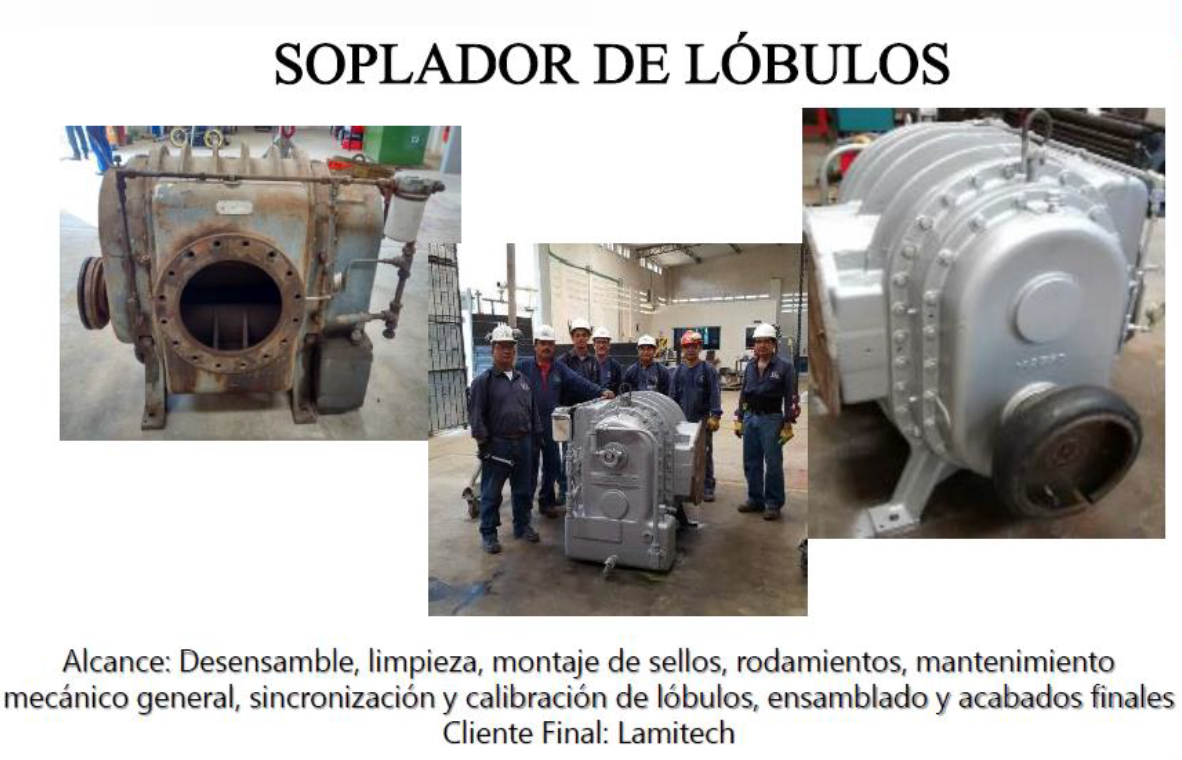 SOPLADOR DE LÓBULOS
Alcance: Desensamble, limpieza, montaje de sellos, rodamientos, mantenimiento
mecánico general, sincronización y calibración de lóbulos, ensamblado y acabados finales
Cliente Final: Lamitech